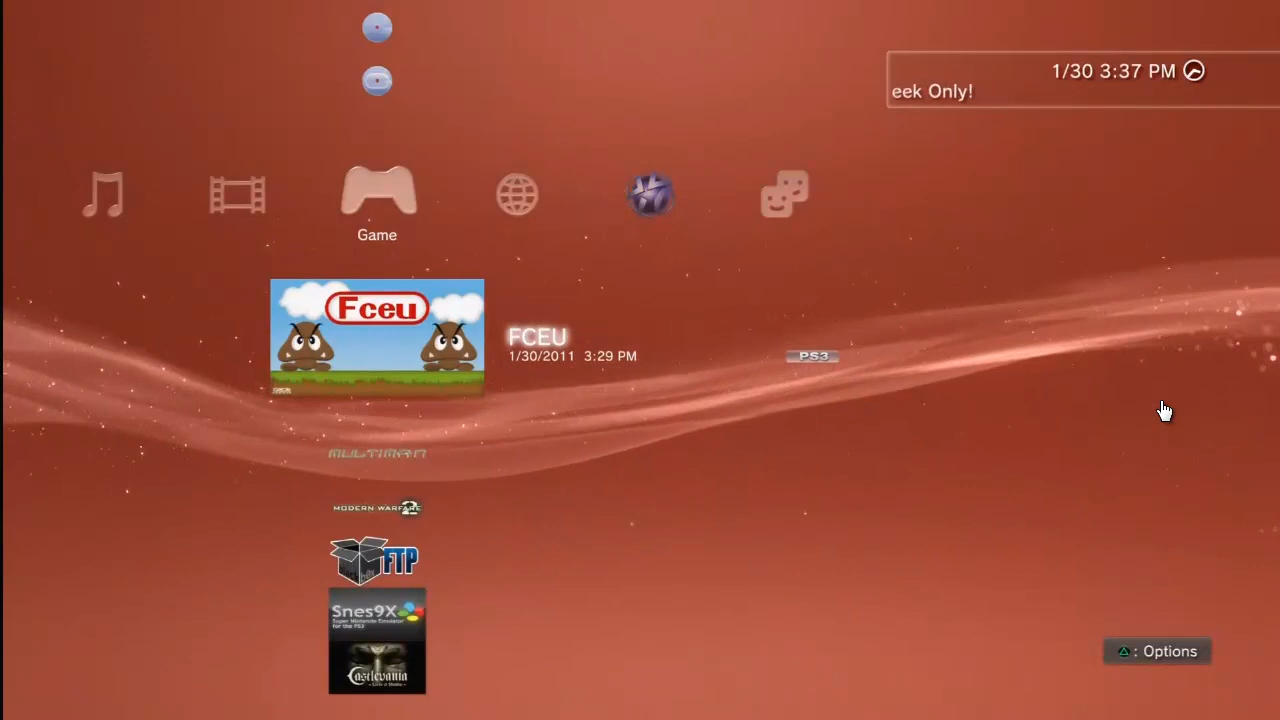 1/30 3:37 PM
eek Only!
Game
Fceu
FCEU
1/30/2011 3:29 PM
PS3
MULTIMAN
MODERN WARFARE 2
FTP
Snes9X
Super Nintendo Emulator
for the PS3
Castlevania
: Options